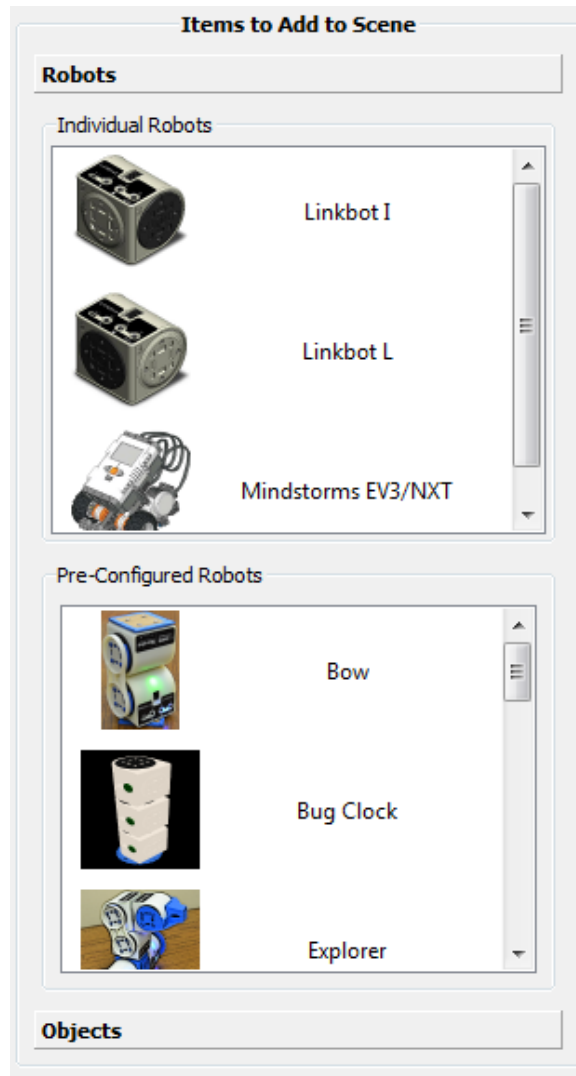 Items to Add to Scene
Robots
Individual Robots
Linkbot I
Linkbot L
Mindstorms EV3/NXT
Pre-Configured Robots
Bow
Bug Clock
Explorer
Objects